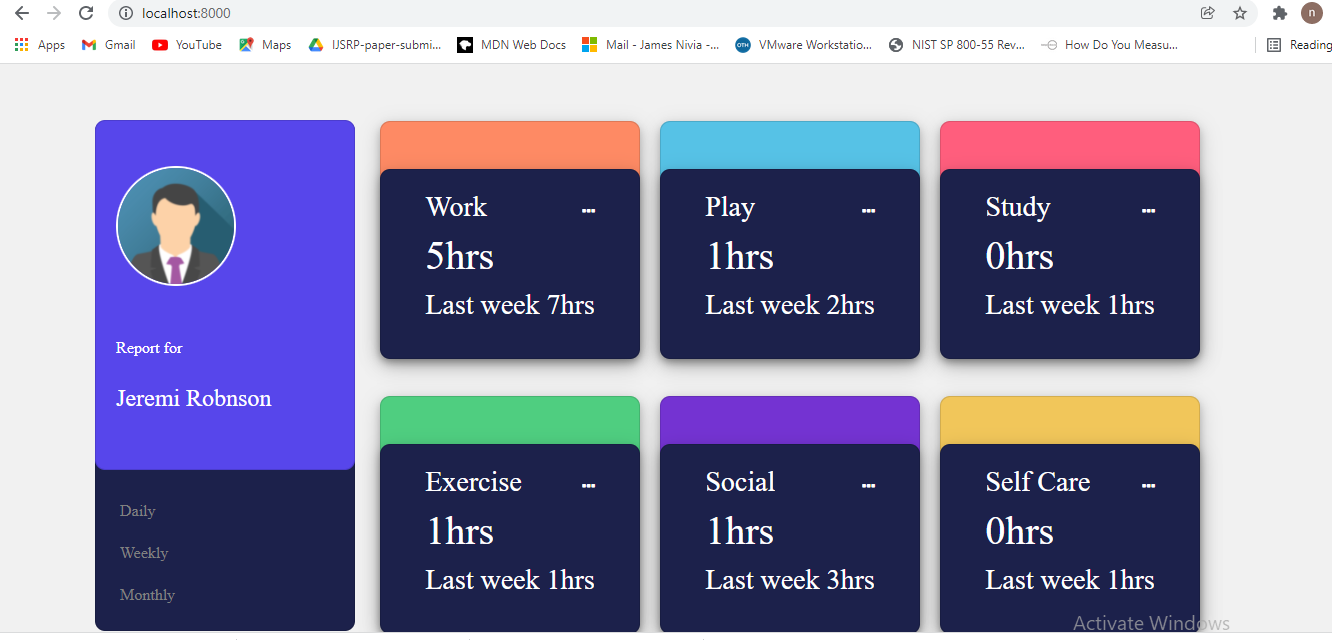 localhost:8000
n
Apps
Gmail
YouTube
Maps
IJSRP-paper-submi...
MDN Web Docs
Mail - James Nivia -...
OTH
VMware Workstatio...
NIST SP 800-55 Rev...
How Do You Measu...
Reading
Report for
Jeremi Robnson
Daily
Weekly
Monthly
Work ...
5hrs
Last week 7hrs
Play ...
1hrs
Last week 2hrs
Study ...
0hrs
Last week 1hrs
Exercise ...
1hrs
Last week 1hrs
Social ...
1hrs
Last week 3hrs
Self Care ...
0hrs
Last week 1hrs
Activate Windows